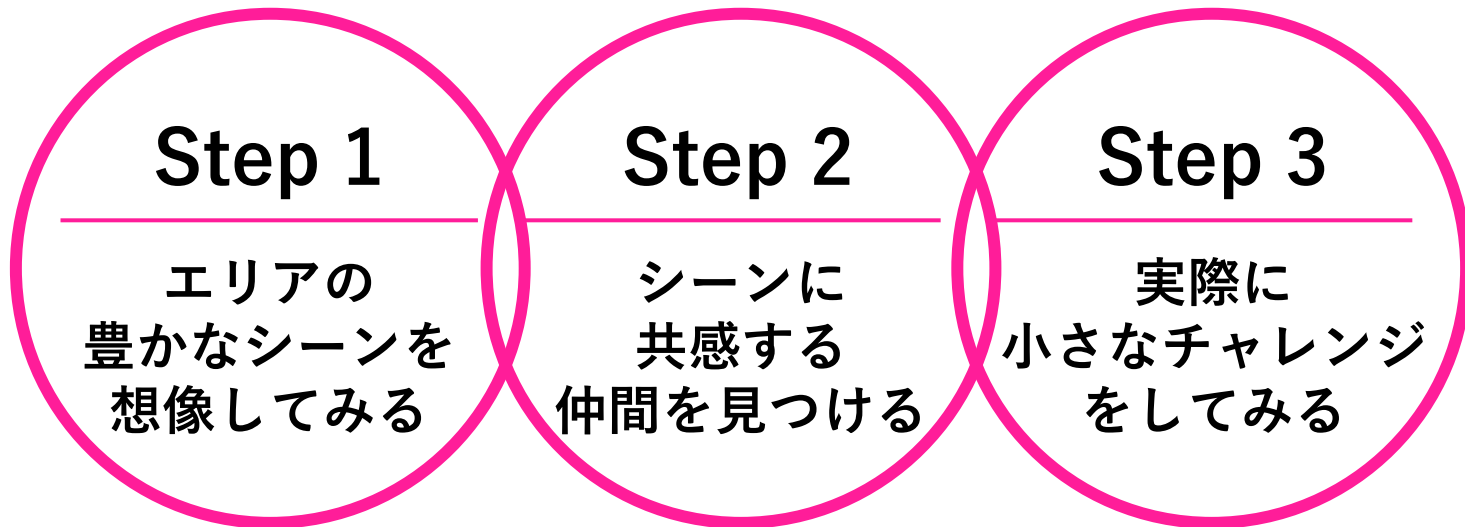 Step 1
エリアの
豊かなシーンを
想像してみる
Step 2
シーンに
共感する
仲間を見つける
Step 3
実際に
小さなチャレンジ
をしてみる